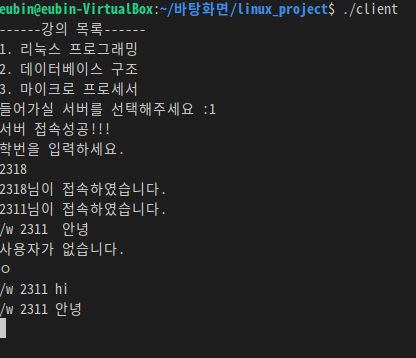 eubin@eubin-VirtualBox:~/바탕화면/linux_project$ ./client
------강의 목록------
1. 리눅스 프로그래밍
2. 데이터베이스 구조
3. 마이크로 프로세서
들어가실 서버를 선택해주세요 :1
서버 접속성공!!!
학번을 입력하세요.
2318
2318님이 접속하였습니다.
2311님이 접속하였습니다.
/w 2311  안녕
사용자가 없습니다.
ㅇ
/w 2311 hi
/w 2311 안녕